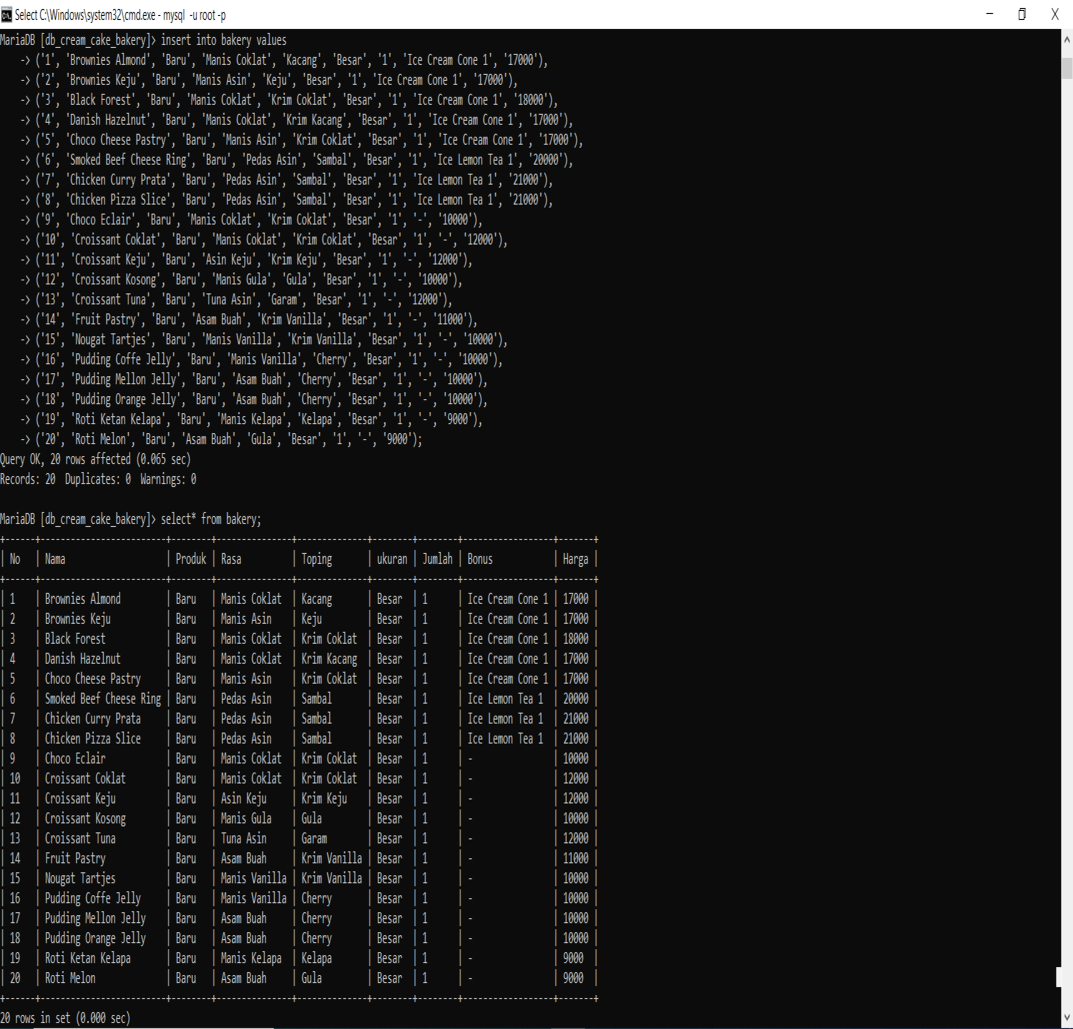 Select C:\Windows\system32\cmd.exe - mysql  -u root -p
MariaDB [db_cream_cake_bakery]> insert into bakery values
    -> ('1', 'Brownies Almond', 'Baru', 'Manis Coklat', 'Kacang', 'Besar', '1', 'Ice Cream Cone 1', '17000'),
    -> ('2', 'Brownies Keju', 'Baru', 'Manis Asin', 'Keju', 'Besar', '1', 'Ice Cream Cone 1', '17000'),
    -> ('3', 'Black Forest', 'Baru', 'Manis Coklat', 'Krim Coklat', 'Besar', '1', 'Ice Cream Cone 1', '18000'),
    -> ('4', 'Danish Hazelnut', 'Baru', 'Manis Coklat', 'Krim Kacang', 'Besar', '1', 'Ice Cream Cone 1', '17000'),
    -> ('5', 'Choco Cheese Pastry', 'Baru', 'Manis Asin', 'Krim Coklat', 'Besar', '1', 'Ice Cream Cone 1', '17000'),
    -> ('6', 'Smoked Beef Cheese Ring', 'Baru', 'Pedas Asin', 'Sambal', 'Besar', '1', 'Ice Lemon Tea 1', '20000'),
    -> ('7', 'Chicken Curry Prata', 'Baru', 'Pedas Asin', 'Sambal', 'Besar', '1', 'Ice Lemon Tea 1', '21000'),
    -> ('8', 'Chicken Pizza Slice', 'Baru', 'Pedas Asin', 'Sambal', 'Besar', '1', 'Ice Lemon Tea 1', '21000'),
    -> ('9', 'Choco Eclair', 'Baru', 'Manis Coklat', 'Krim Coklat', 'Besar', '1', '-', '10000'),
    -> ('10', 'Croissant Coklat', 'Baru', 'Manis Coklat', 'Krim Coklat', 'Besar', '1', '-', '12000'),
    -> ('11', 'Croissant Keju', 'Baru', 'Asin Keju', 'Krim Keju', 'Besar', '1', '-', '12000'),
    -> ('12', 'Croissant Kosong', 'Baru', 'Manis Gula', 'Gula', 'Besar', '1', '-', '10000'),
    -> ('13', 'Croissant Tuna', 'Baru', 'Tuna Asin', 'Garam', 'Besar', '1', '-', '12000'),
    -> ('14', 'Fruit Pastry', 'Baru', 'Asam Buah', 'Krim Vanilla', 'Besar', '1', '-', '11000'),
    -> ('15', 'Nougat Tartjes', 'Baru', 'Manis Vanilla', 'Krim Vanilla', 'Besar', '1', '-', '10000'),
    -> ('16', 'Pudding Coffe Jelly', 'Baru', 'Manis Vanilla', 'Cherry', 'Besar', '1', '-', '10000'),
    -> ('17', 'Pudding Mellon Jelly', 'Baru', 'Asam Buah', 'Cherry', 'Besar', '1', '-', '10000'),
    -> ('18', 'Pudding Orange Jelly', 'Baru', 'Asam Buah', 'Cherry', 'Besar', '1', '-', '10000'),
    -> ('19', 'Roti Ketan Kelapa', 'Baru', 'Manis Kelapa', 'Kelapa', 'Besar', '1', '-', '9000'),
    -> ('20', 'Roti Melon', 'Baru', 'Asam Buah', 'Gula', 'Besar', '1', '-', '9000');
Query OK, 20 rows affected (0.065 sec)
Records: 20  Duplicates: 0  Warnings: 0
MariaDB [db_cream_cake_bakery]> select* from bakery;
| No | Nama | Produk | Rasa | Toping | ukuran | Jumlah | Bonus | Harga |
| 1 | Brownies Almond | Baru | Manis Coklat | Kacang | Besar | 1 | Ice Cream Cone 1 | 17000 |
| 2 | Brownies Keju | Baru | Manis Asin | Keju | Besar | 1 | Ice Cream Cone 1 | 17000 |
| 3 | Black Forest | Baru | Manis Coklat | Krim Coklat | Besar | 1 | Ice Cream Cone 1 | 18000 |
| 4 | Danish Hazelnut | Baru | Manis Coklat | Krim Kacang | Besar | 1 | Ice Cream Cone 1 | 17000 |
| 5 | Choco Cheese Pastry | Baru | Manis Asin | Krim Coklat | Besar | 1 | Ice Cream Cone 1 | 17000 |
| 6 | Smoked Beef Cheese Ring | Baru | Pedas Asin | Sambal | Besar | 1 | Ice Lemon Tea 1 | 20000 |
| 7 | Chicken Curry Prata | Baru | Pedas Asin | Sambal | Besar | 1 | Ice Lemon Tea 1 | 21000 |
| 8 | Chicken Pizza Slice | Baru | Pedas Asin | Sambal | Besar | 1 | Ice Lemon Tea 1 | 21000 |
| 9 | Choco Eclair | Baru | Manis Coklat | Krim Coklat | Besar | 1 | - | 10000 |
| 10 | Croissant Coklat | Baru | Manis Coklat | Krim Coklat | Besar | 1 | - | 12000 |
| 11 | Croissant Keju | Baru | Asin Keju | Krim Keju | Besar | 1 | - | 12000 |
| 12 | Croissant Kosong | Baru | Manis Gula | Gula | Besar | 1 | - | 10000 |
| 13 | Croissant Tuna | Baru | Tuna Asin | Garam | Besar | 1 | - | 12000 |
| 14 | Fruit Pastry | Baru | Asam Buah | Krim Vanilla | Besar | 1 | - | 11000 |
| 15 | Nougat Tartjes | Baru | Manis Vanilla | Krim Vanilla | Besar | 1 | - | 10000 |
| 16 | Pudding Coffe Jelly | Baru | Manis Vanilla | Cherry | Besar | 1 | - | 10000 |
| 17 | Pudding Mellon Jelly | Baru | Asam Buah | Cherry | Besar | 1 | - | 10000 |
| 18 | Pudding Orange Jelly | Baru | Asam Buah | Cherry | Besar | 1 | - | 10000 |
| 19 | Roti Ketan Kelapa | Baru | Manis Kelapa | Kelapa | Besar | 1 | - | 9000 |
| 20 | Roti Melon | Baru | Asam Buah | Gula | Besar | 1 | - | 9000 |
20 rows in set (0.000 sec)